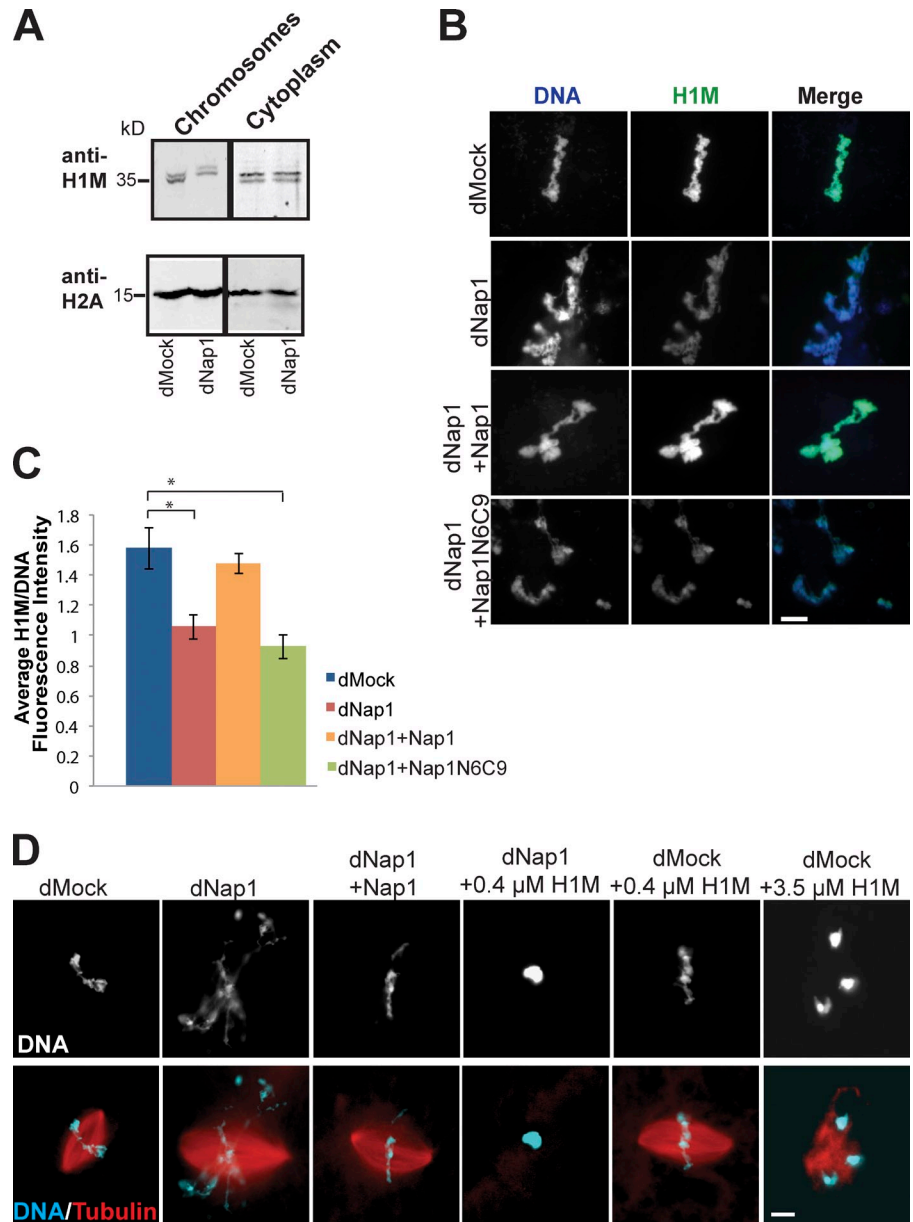 A
Chromosomes
Cytoplasm
kD
anti-
H1M
35
anti-
H2A
15
dMock
dNap1
dMock
dNap1
B
DNA
H1M
Merge
dMock
dNap1
dNap1
+Nap1
dNap1
+Nap1N6C9
C
*
*
1.8
1.6
1.4
1.2
1
0.8
0.6
0.4
0.2
0
Average H1M/DNA
Fluorescence Intensity
dMock
dNap1
dNap1+Nap1
dNap1+Nap1N6C9
D
dMock
dNap1
dNap1
+Nap1
dNap1
+0.4 μM H1M
dMock
+0.4 μM H1M
dMock
+3.5 μM H1M
DNA
DNA/Tubulin